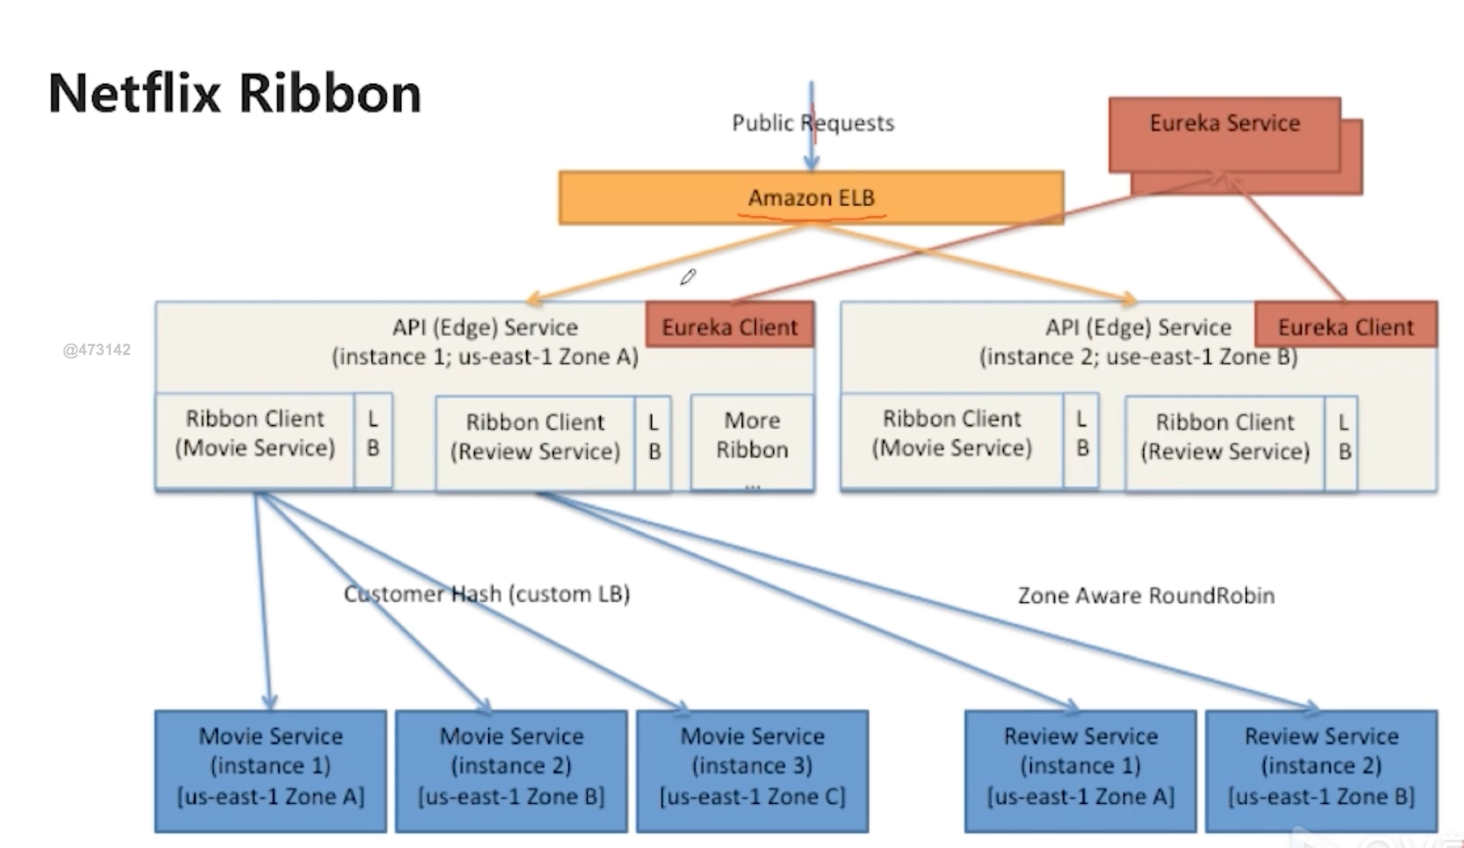 Netflix Ribbon
Public Requests
Eureka Service
Amazon ELB
API (Edge) Service
(instance 1; us-east-1 Zone A)
Eureka Client
API (Edge) Service
(instance 2; use-east-1 Zone B)
Eureka Client
@473142
Ribbon Client
(Movie Service)
L
B
Ribbon Client
(Review Service)
L
B
More
Ribbon
...
Ribbon Client
(Movie Service)
L
B
Ribbon Client
(Review Service)
L
B
Customer Hash (custom LB)
Zone Aware RoundRobin
Movie Service
(instance 1)
[us-east-1 Zone A]
Movie Service
(instance 2)
[us-east-1 Zone B]
Movie Service
(instance 3)
[us-east-1 Zone C]
Review Service
(instance 1)
[us-east-1 Zone A]
Review Service
(instance 2)
[us-east-1 Zone B]